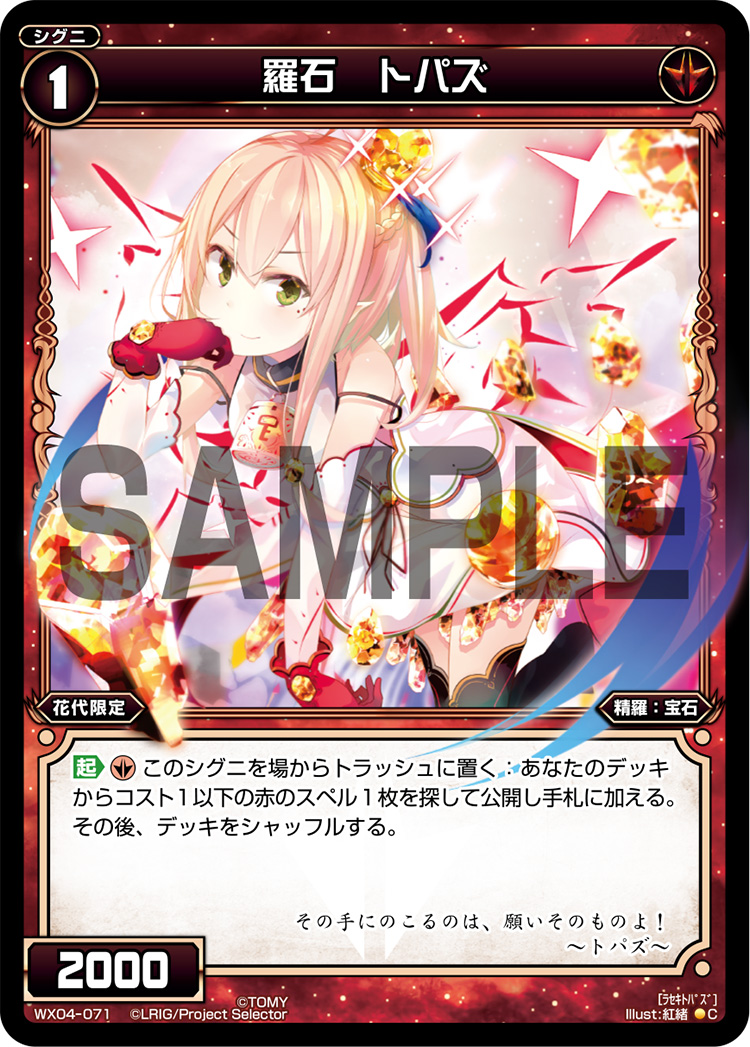 シグニ
1
羅石　トパズ
SAMPLE
花代限定
精羅：宝石
起 このシグニを場からトラッシュに置く：あなたのデッキ
からコスト１以下の赤のスペル１枚を探して公開し手札に加える。
その後、デッキをシャッフルする。
その手にのこるのは、願いそのものよ！
～トパズ～
2000
WX04-071 ©LRIG/Project Selector
©TOMY
[ﾗｾｷﾄﾊﾟｽﾞ]
Illust:紅緒 C